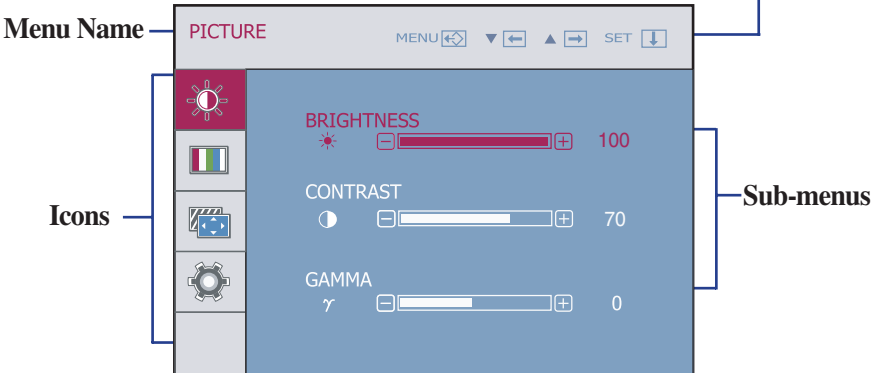 Menu Name
PICTURE
MENU ▼ ▲ SET
BRIGHTNESS
100
CONTRAST
70
Icons
Sub-menus
GAMMA
γ 0